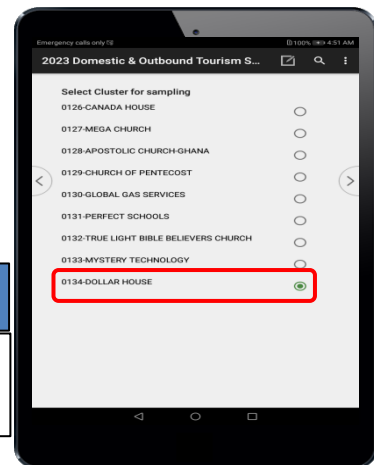 Emergency calls only
100% 4:51 AM
2023 Domestic & Outbound Tourism S...
Select Cluster for sampling
0126-CANADA HOUSE
0127-MEGA CHURCH
0128-APOSTOLIC CHURCH-GHANA
0129-CHURCH OF PENTECOST
0130-GLOBAL GAS SERVICES
0131-PERFECT SCHOOLS
0132-TRUE LIGHT BIBLE BELIEVERS CHURCH
0133-MYSTERY TECHNOLOGY
0134-DOLLAR HOUSE